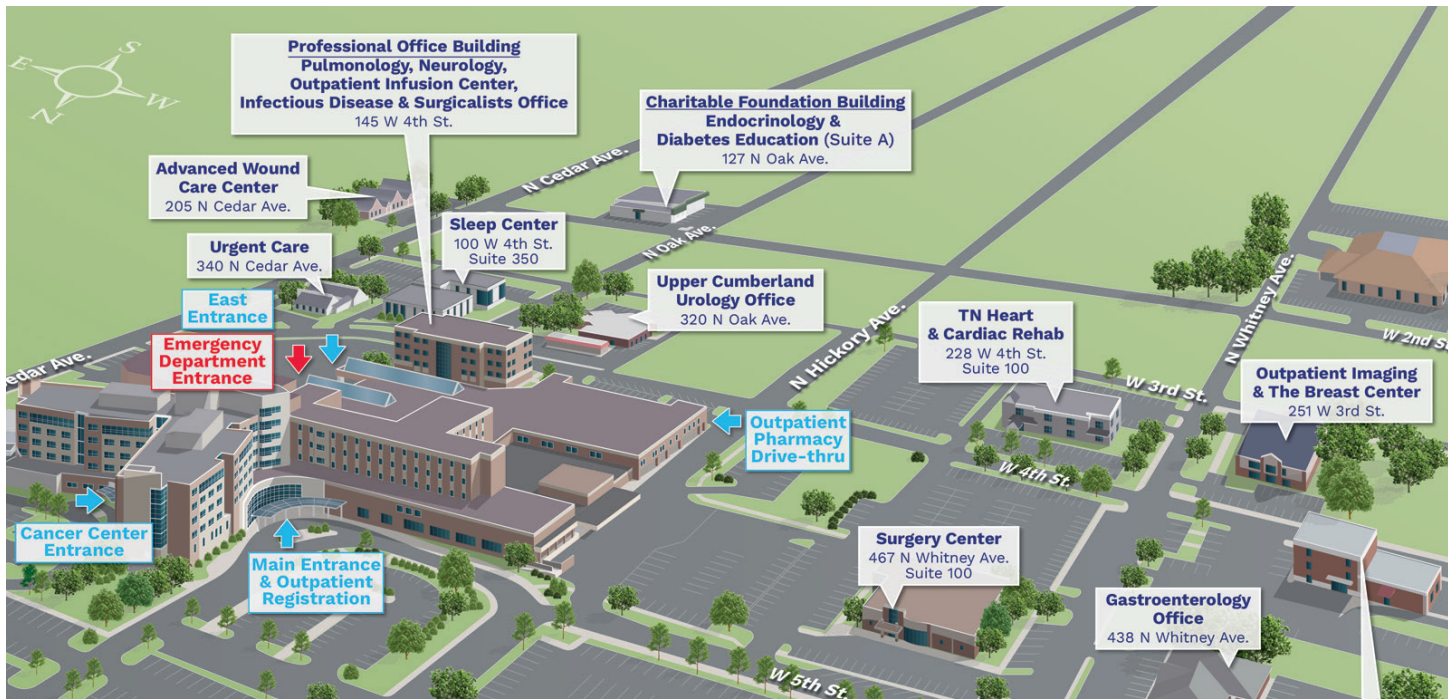 S
E
W
N
Professional Office Building
Pulmonology, Neurology,
Outpatient Infusion Center,
Infectious Disease & Surgicalists Office
145 W 4th St.
Charitable Foundation Building
Endocrinology &
Diabetes Education (Suite A)
127 N Oak Ave.
N Cedar Ave.
Advanced Wound
Care Center
205 N Cedar Ave.
Sleep Center
100 W 4th St.
Suite 350
N Oak Ave.
Urgent Care
340 N Cedar Ave.
Upper Cumberland
Urology Office
320 N Oak Ave.
East
Entrance
Emergency
Department
Entrance
edar Ave.
N Hickory Ave.
TN Heart
& Cardiac Rehab
228 W 4th St.
Suite 100
N Whitney Ave.
W 2nd St
W 3rd St.
Outpatient Imaging
& The Breast Center
251 W 3rd St.
Outpatient
Pharmacy
Drive-thru
W 4th St.
Cancer Center
Entrance
Main Entrance
& Outpatient
Registration
Surgery Center
467 N Whitney Ave.
Suite 100
Gastroenterology
Office
438 N Whitney Ave.
W 5th St.